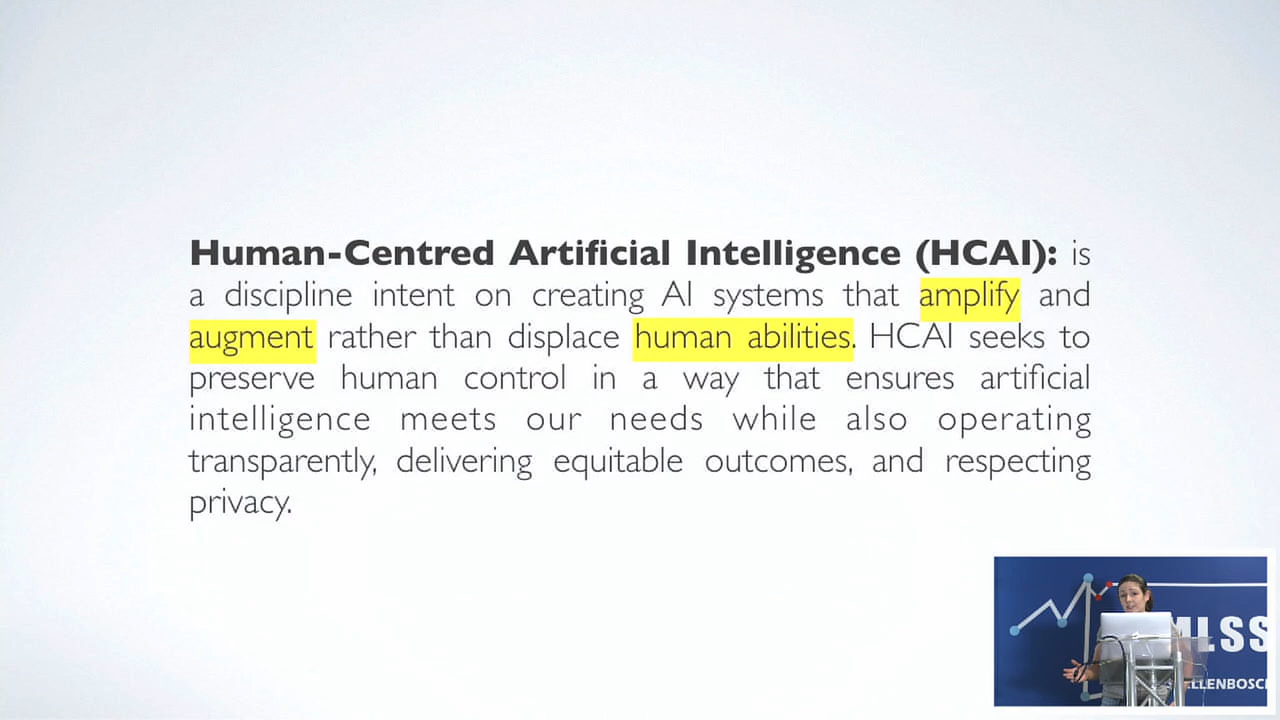 Human-Centred Artificial Intelligence (HCAI): is
a discipline intent on creating AI systems that amplify and
augment rather than displace human abilities. HCAI seeks to
preserve human control in a way that ensures artificial
intelligence meets our needs while also operating
transparently, delivering equitable outcomes, and respecting
privacy.
MLSS